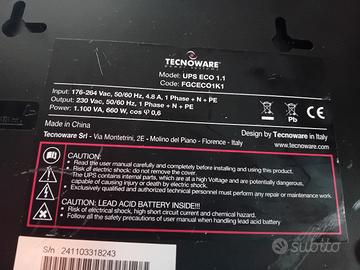 TECNOWARE
POWER SYSTEMS
Model: UPS ECO 1.1
Code: FGCECO1K1
Input: 176-264 Vac, 50/60 Hz, 4.8 A, 1 Phase + N + PE
Output: 230 Vac, 50/60 Hz, 1 Phase + N + PE
Power: 1.100 VA, 660 W, cos φ 0,6
Made in China
Design by Tecnoware in Italy
Tecnoware Srl - Via Montetrini, 2E - Molino del Piano - Florence - Italy
www.tecnoware.com
CAUTION:
• Read the user manual carefully and completely before installing and using.
• Risk of electric shock: do not remove cover.
• The UPS contains internal parts, which are at a high Voltage and are potentially dangerous,
capable of causing injury or death by electric shock.
• Exclusively qualified and authorized technical personnel must perform any repair or maintenance work.
CAUTION: LEAD ACID BATTERY INSIDE!!!
• Risk of electrical shock, high short circuit current and chemical hazard.
• Follow all the safety precautions of user manual when handling lead acid battery
S/n 241103318243
subito